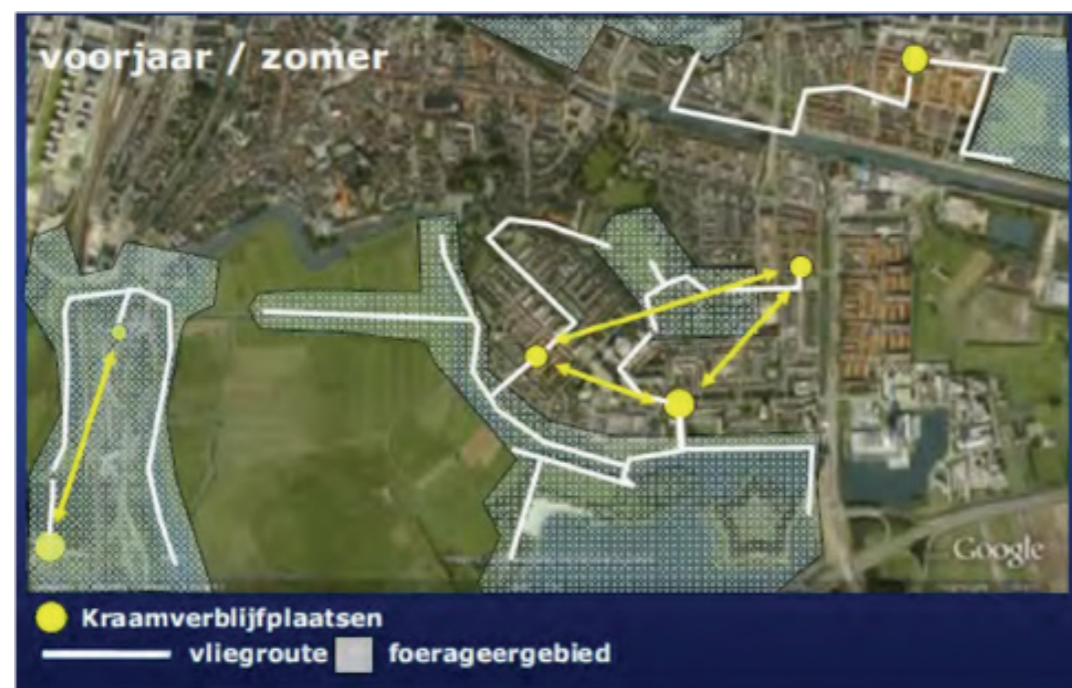 voorjaar / zomer
Google
Kraamverblijfplaatsen
vliegroute
foerageergebied